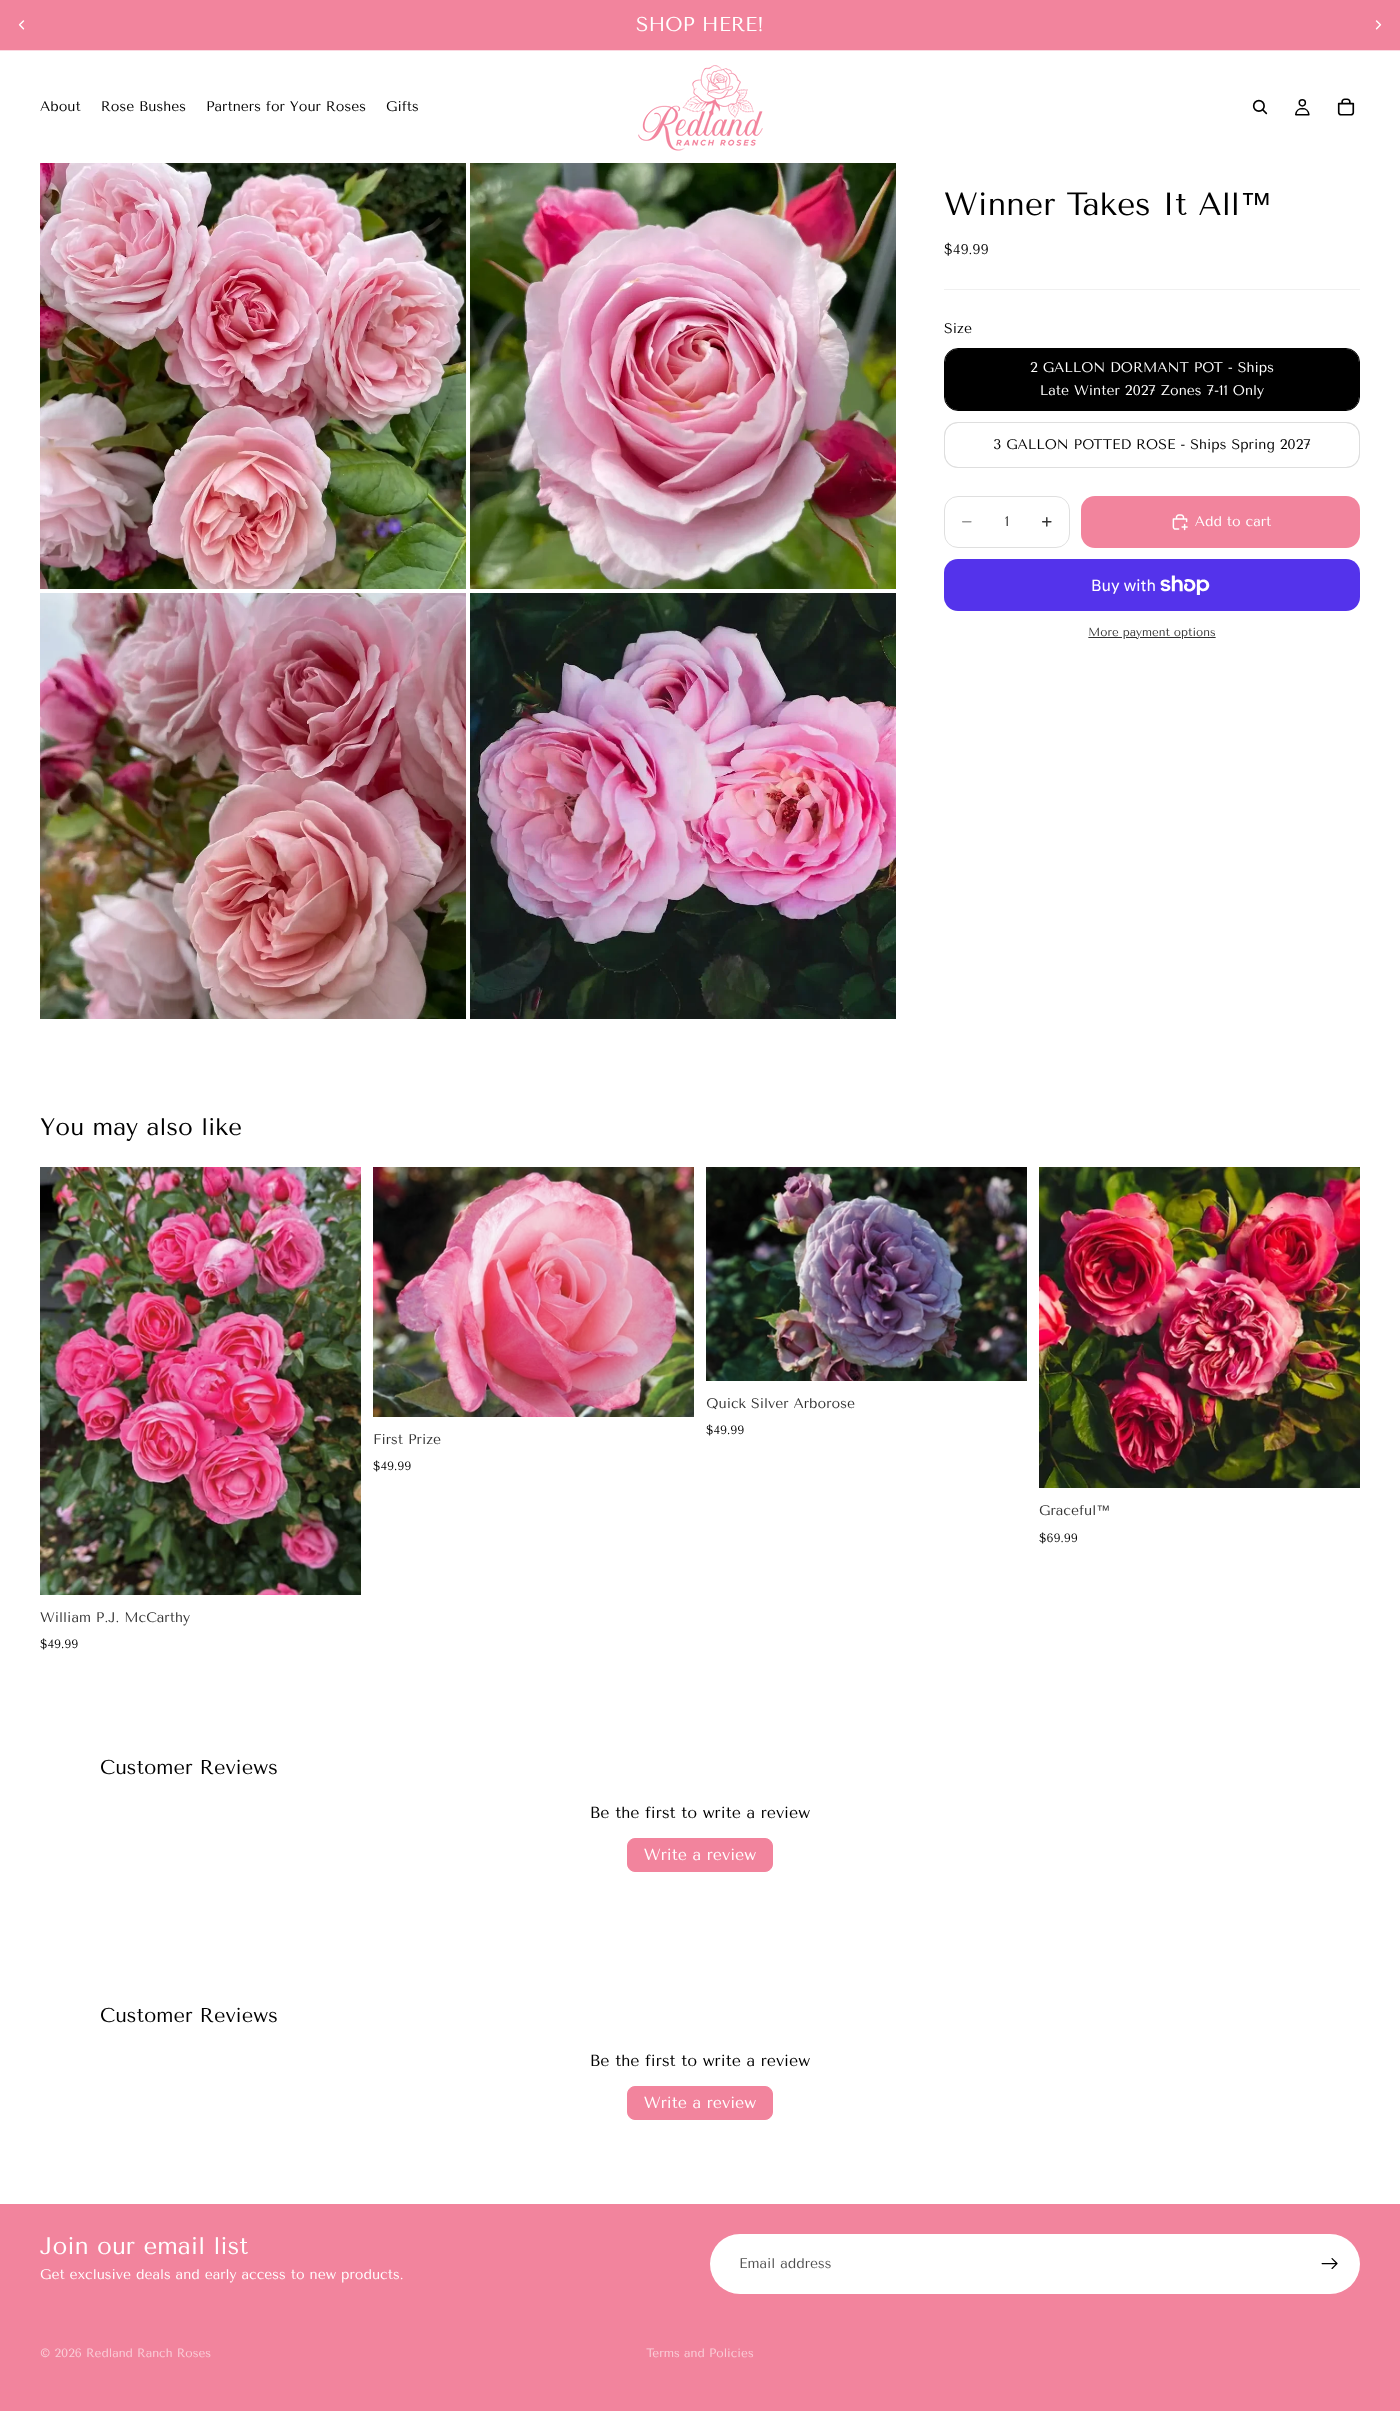 SHOP HERE!
About Rose Bushes Partners for Your Roses Gifts
Redland
RANCH ROSES
Winner Takes It All™
$49.99
Size
2 GALLON DORMANT POT - Ships
Late Winter 2027 Zones 7-11 Only
3 GALLON POTTED ROSE - Ships Spring 2027
1
Add to cart
Buy with shop
More payment options
You may also like
William P.J. McCarthy
$49.99
First Prize
$49.99
Quick Silver Arborose
$49.99
Graceful™
$69.99
Customer Reviews
Be the first to write a review
Write a review
Customer Reviews
Be the first to write a review
Write a review
Join our email list
Get exclusive deals and early access to new products.
Email address
© 2026 Redland Ranch Roses
Terms and Policies